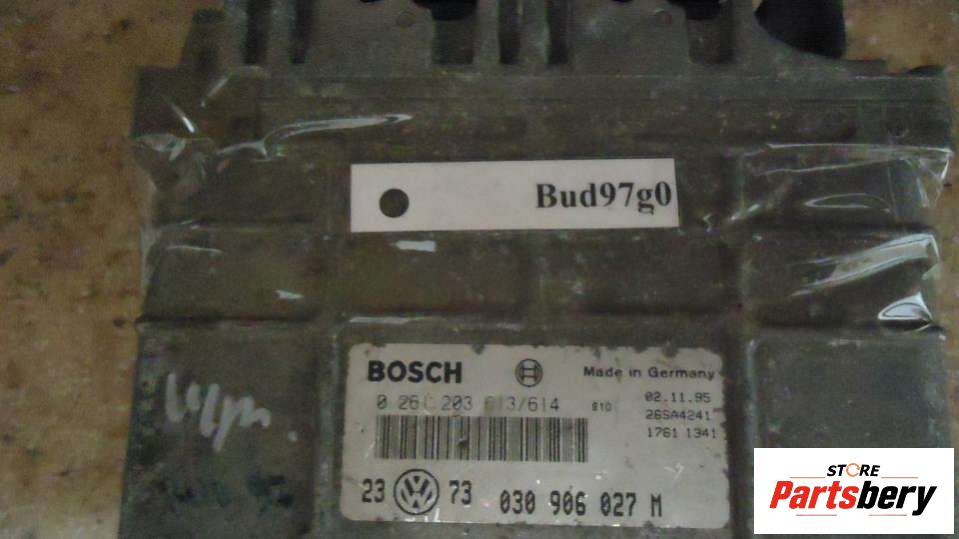 Bud97g0
BOSCH
Made in Germany
0 261 203 613/614
S10
02.11.95
26SA4241
1761 1341
23 73 030 906 027 M
STORE
Partsbery